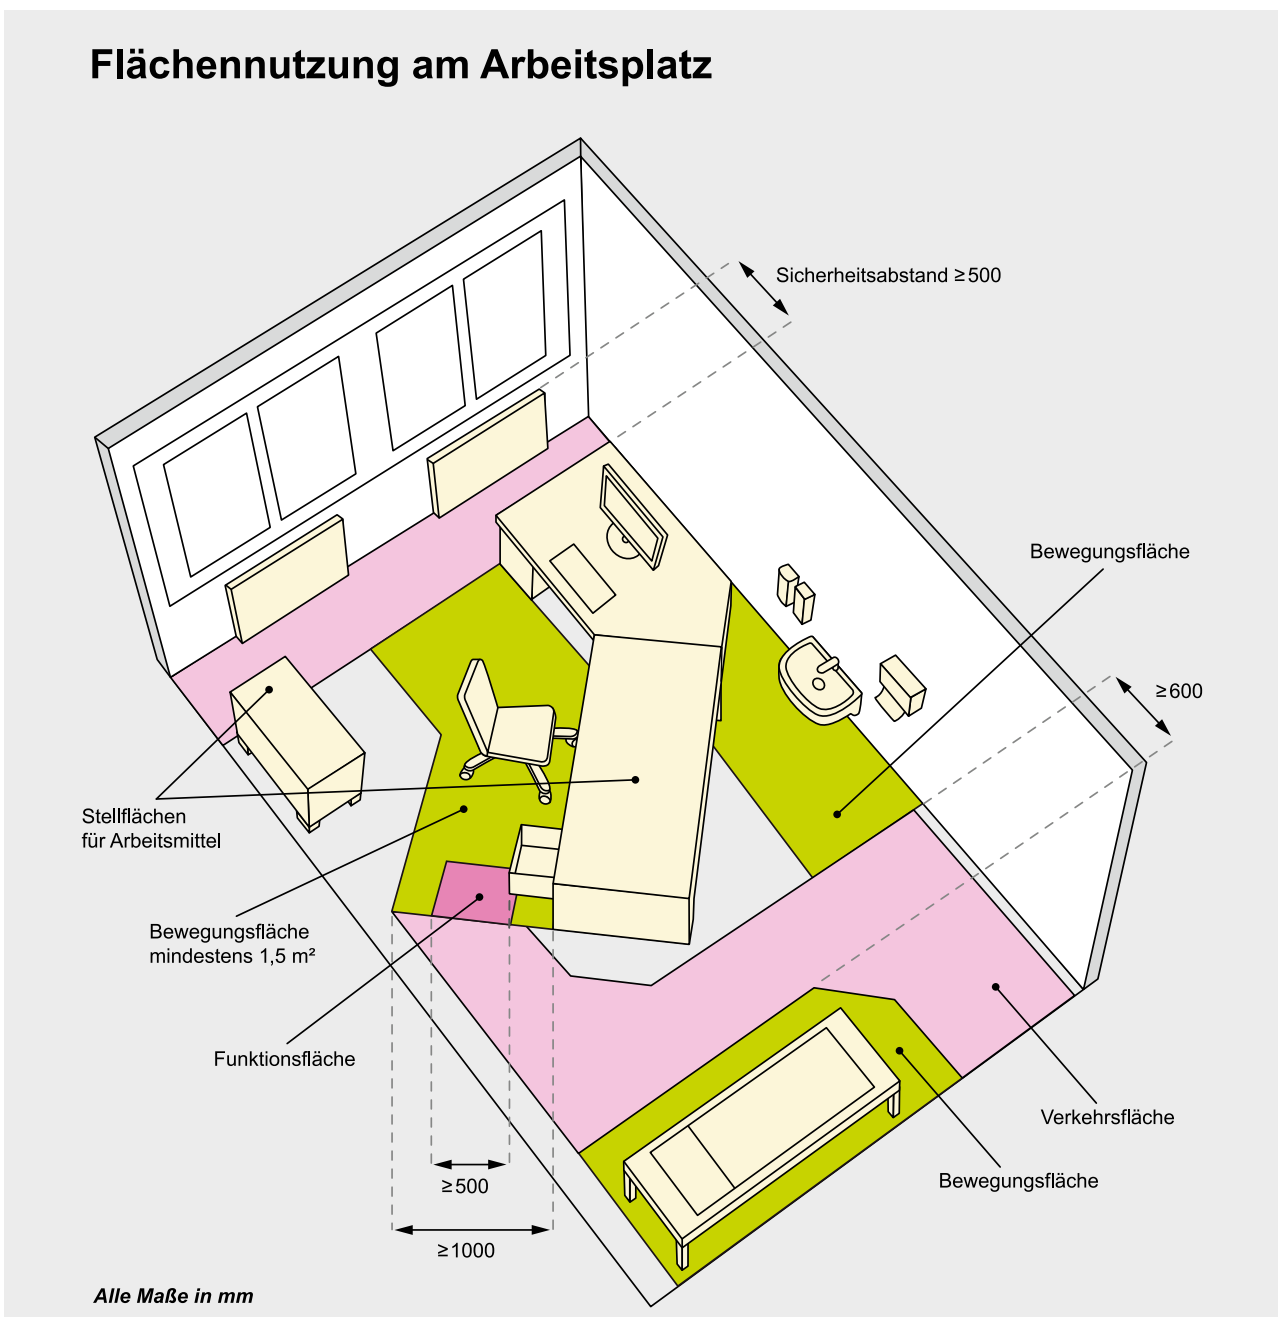 Flächennutzung am Arbeitsplatz
Sicherheitsabstand ≥500
Bewegungsfläche
≥600
Stellflächen
für Arbeitsmittel
Bewegungsfläche
mindestens 1,5 m²
Funktionsfläche
Verkehrsfläche
Bewegungsfläche
≥500
≥1000
Alle Maße in mm